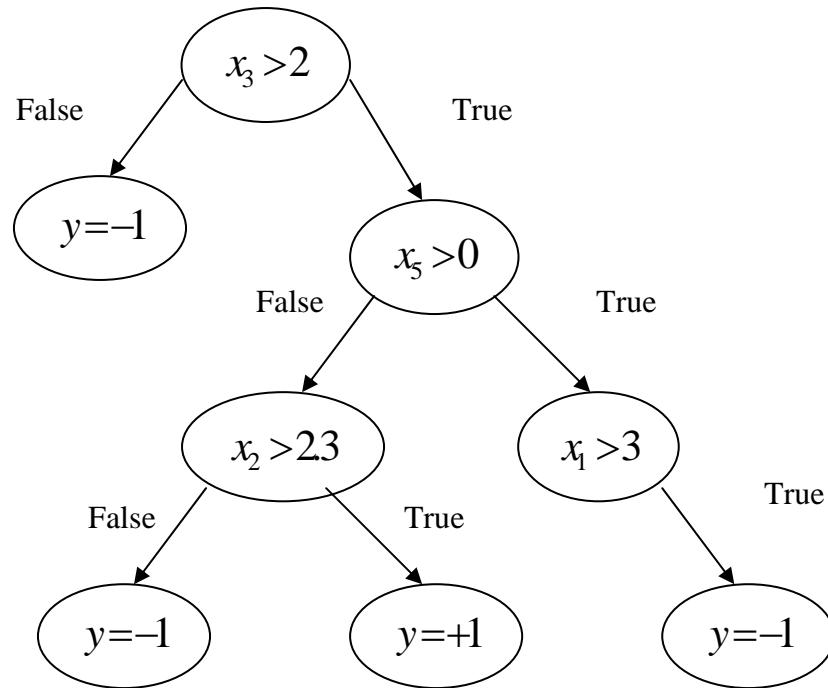 x₃ >2
False True
y=−1
x₅ >0
False True
x₂ >2.3 x₁ >3
False True True
y=−1 y=+1 y=−1